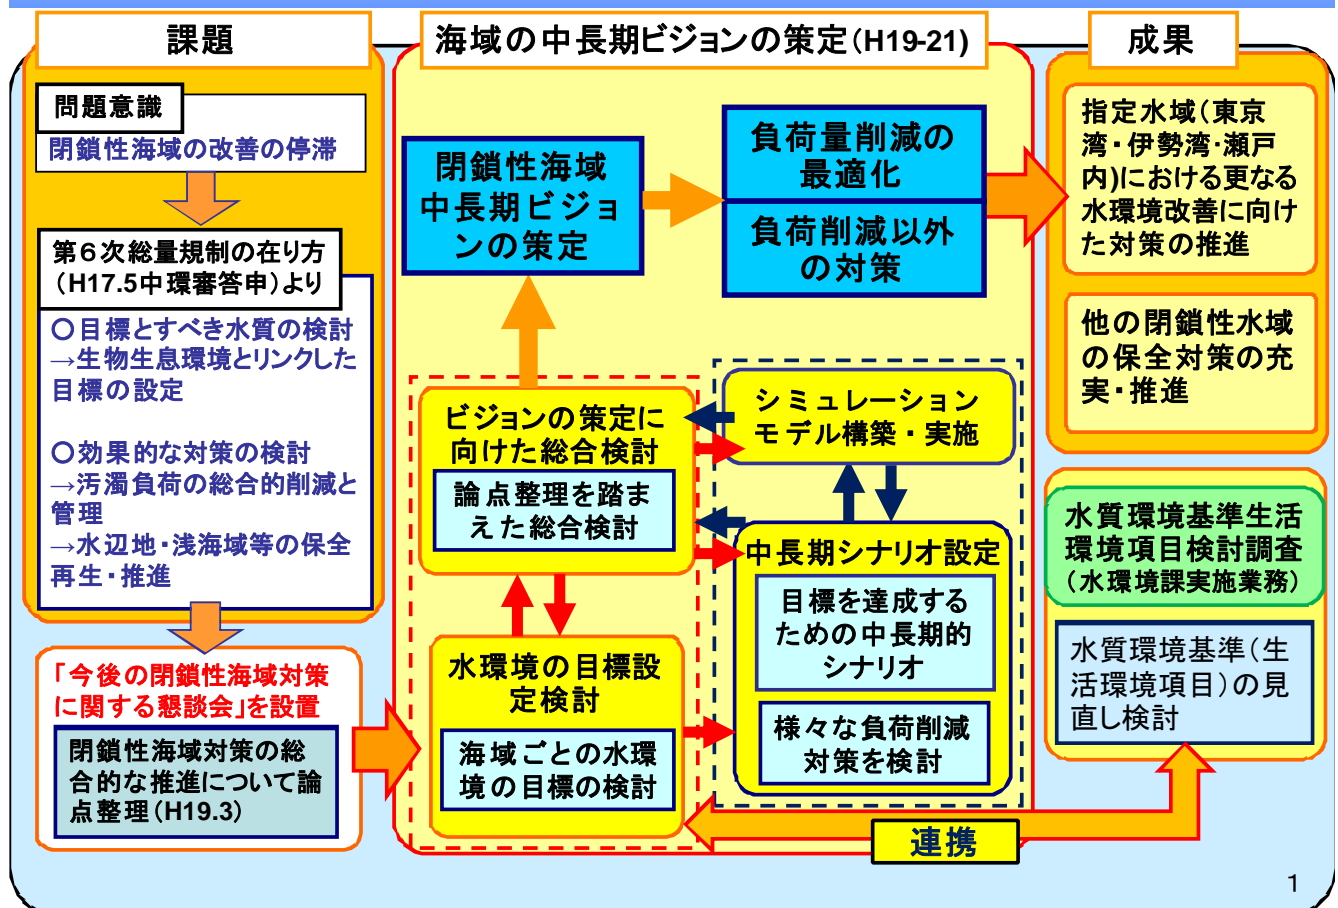 課題
問題意識
閉鎖性海域の改善の停滞
第６次総量規制の在り方
（H17.5中環審答申）より
〇目標とすべき水質の検討
→生物生息環境とリンクした
目標の設定
〇効果的な対策の検討
→汚濁負荷の総合的削減と
管理
→水辺地・浅海域等の保全
再生・推進
「今後の閉鎖性海域対策
に関する懇談会」を設置
閉鎖性海域対策の総
合的な推進について論
点整理（H19.3）
海域の中長期ビジョンの策定（H19-21)
閉鎖性海域
中長期ビジョ
ンの策定
負荷量削減の
最適化
負荷削減以外
の対策
ビジョンの策定に
向けた総合検討
論点整理を踏ま
えた総合検討
シミュレーション
モデル構築・実施
中長期シナリオ設定
目標を達成する
ための中長期的
シナリオ
様々な負荷削減
対策を検討
水環境の目標設
定検討
海域ごとの水環
境の目標の検討
連携
成果
指定水域（東京
湾・伊勢湾・瀬戸
内)における更なる
水環境改善に向け
た対策の推進
他の閉鎖性水域
の保全対策の充
実・推進
水質環境基準生活
環境項目検討調査
（水環境課実施業務）
水質環境基準（生
活環境項目）の見
直し検討
1